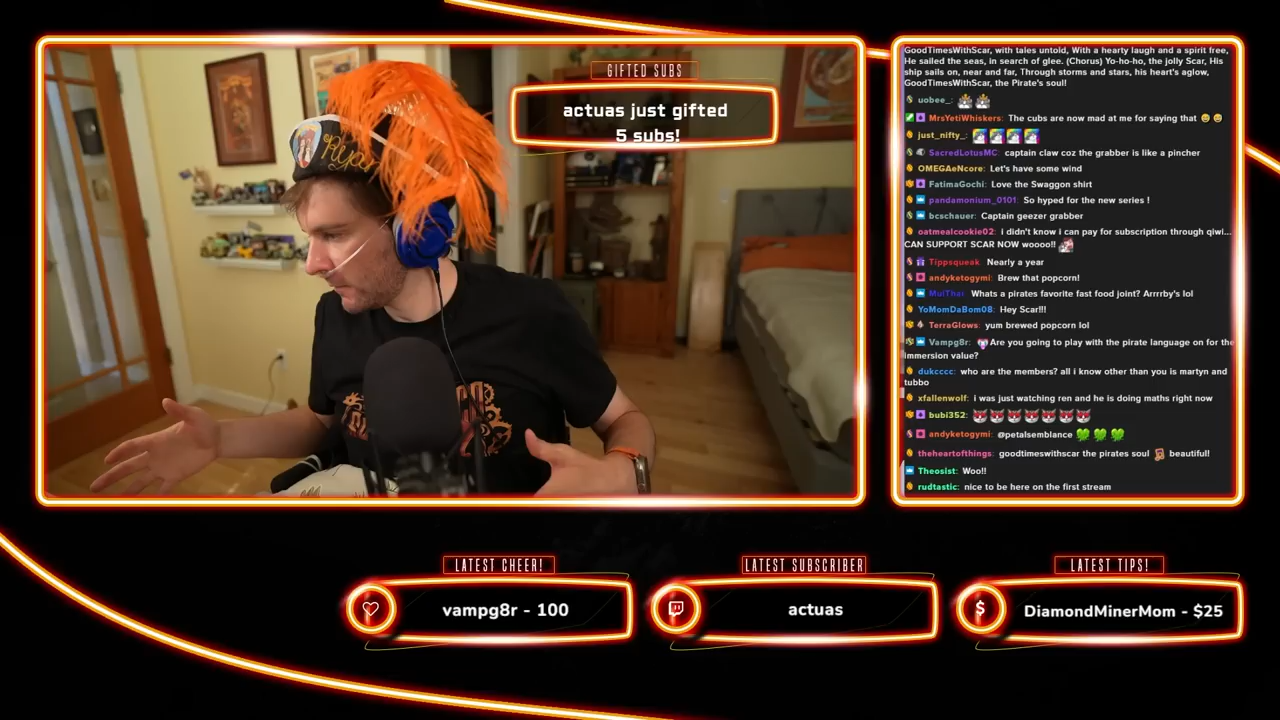 GIFTED SUBS
actuas just gifted
5 subs!
Ryan
GoodTimesWithScar, with tales untold, With a hearty laugh and a spirit free,
He sailed the seas, in search of glee. (Chorus) Yo-ho-ho, the jolly Scar, His
ship sails on, near and far, Through storms and stars, his heart's aglow,
GoodTimesWithScar, the Pirate's soul!
uobee_:
MrsYetiWhiskers: The cubs are now mad at me for saying that
just_nifty_:
SacredLotusMC: captain claw coz the grabber is like a pincher
OMEGAeNcore: Let's have some wind
FatimaGochi: Love the Swaggon shirt
pandamonium_0101: So hyped for the new series !
bcschauer: Captain geezer grabber
oatmealcookie02: i didn't know i can pay for subscription through qiwi...
CAN SUPPORT SCAR NOW woooo!!
Tippsqueak: Nearly a year
andyketogymi: Brew that popcorn!
MulThai: Whats a pirates favorite fast food joint? Arrrrby's lol
YoMomDaBom08: Hey Scar!!!
TerraGlows: yum brewed popcorn lol
Vampg8r: Are you going to play with the pirate language on for the
immersion value?
dukcccc: who are the members? all i know other than you is martyn and
tubbo
xfallenwolf: i was just watching ren and he is doing maths right now
bubi352:
andyketogymi: @petalsemblance
theheartofthings: goodtimeswithscar the pirates soul beautiful!
Theosist: Woo!!
rudtastic: nice to be here on the first stream
LATEST CHEER!
vampg8r - 100
LATEST SUBSCRIBER
actuas
LATEST TIPS!
DiamondMinerMom - $25